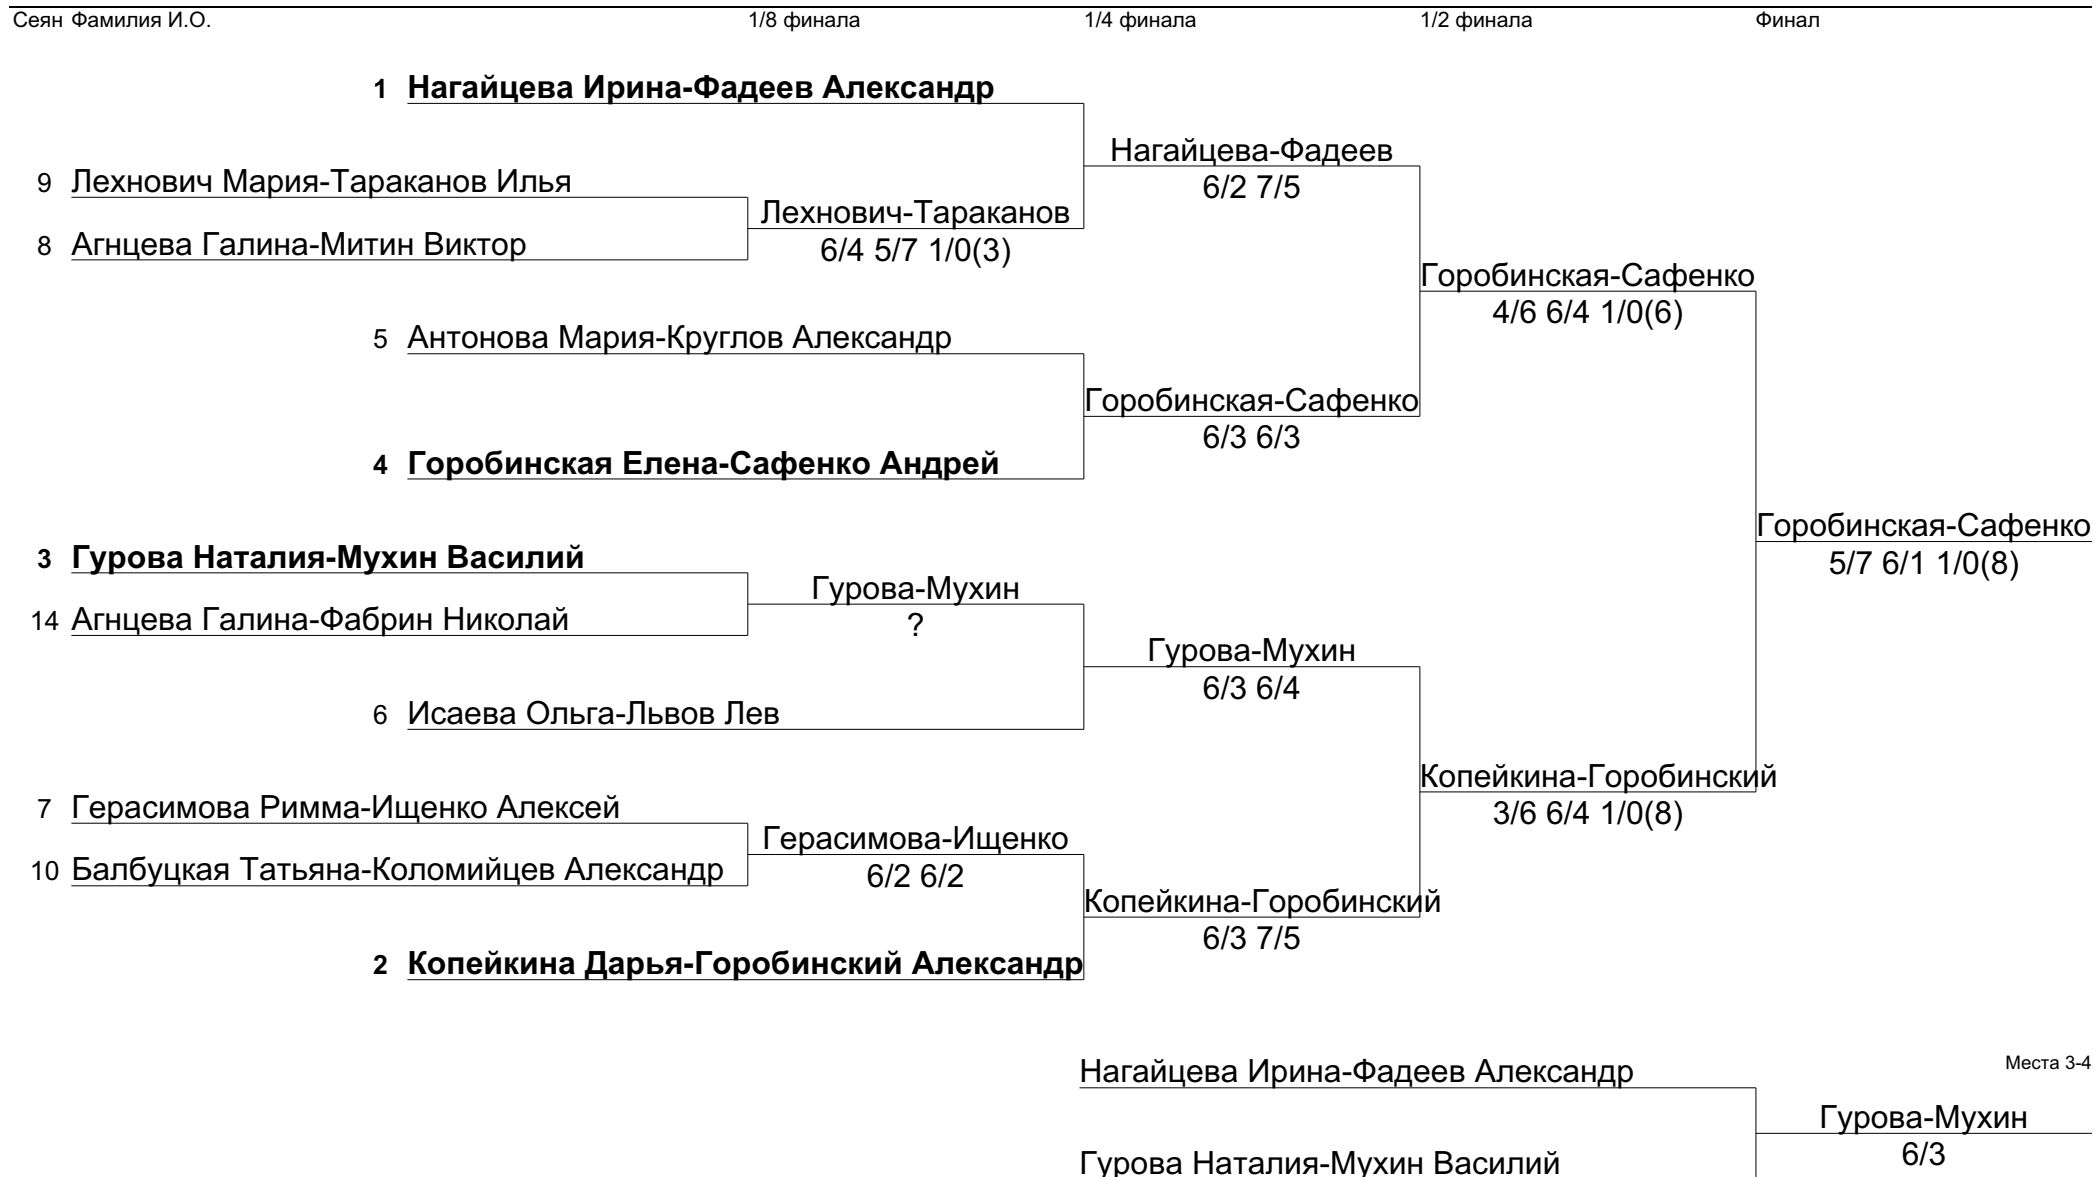 Сеян Фамилия И.О. 1/8 финала 1/4 финала 1/2 финала Финал
1 Нагайцева Ирина-Фадеев Александр
Нагайцева-Фадеев
9 Лехнович Мария-Тараканов Илья
6/2 7/5
Лехнович-Тараканов
8 Агнцева Галина-Митин Виктор
6/4 5/7 1/0(3)
Горобинская-Сафенко
4/6 6/4 1/0(6)
5 Антонова Мария-Круглов Александр
Горобинская-Сафенко
6/3 6/3
4 Горобинская Елена-Сафенко Андрей
Горобинская-Сафенко
5/7 6/1 1/0(8)
3 Гурова Наталия-Мухин Василий
Гурова-Мухин
14 Агнцева Галина-Фабрин Николай
?
Гурова-Мухин
6/3 6/4
6 Исаева Ольга-Львов Лев
Копейкина-Горобинский
3/6 6/4 1/0(8)
7 Герасимова Римма-Ищенко Алексей
Герасимова-Ищенко
10 Балбуцкая Татьяна-Коломийцев Александр
6/2 6/2
Копейкина-Горобинский
6/3 7/5
2 Копейкина Дарья-Горобинский Александр
Места 3-4
Нагайцева Ирина-Фадеев Александр
Гурова-Мухин
6/3
Гурова Наталия-Мухин Василий